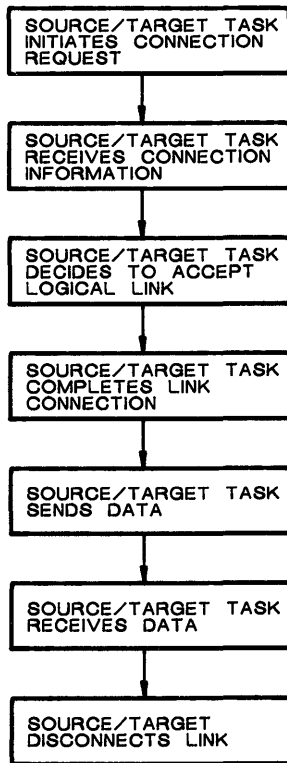 SOURCE/TARGET TASK
INITIATES CONNECTION
REQUEST
SOURCE/TARGET TASK
RECEIVES CONNECTION
INFORMATION
SOURCE/TARGET TASK
DECIDES TO ACCEPT
LOGICAL LINK
SOURCE/TARGET TASK
COMPLETES LINK
CONNECTION
SOURCE/TARGET TASK
SENDS DATA
SOURCE/TARGET TASK
RECEIVES DATA
SOURCE/TARGET
DISCONNECTS LINK